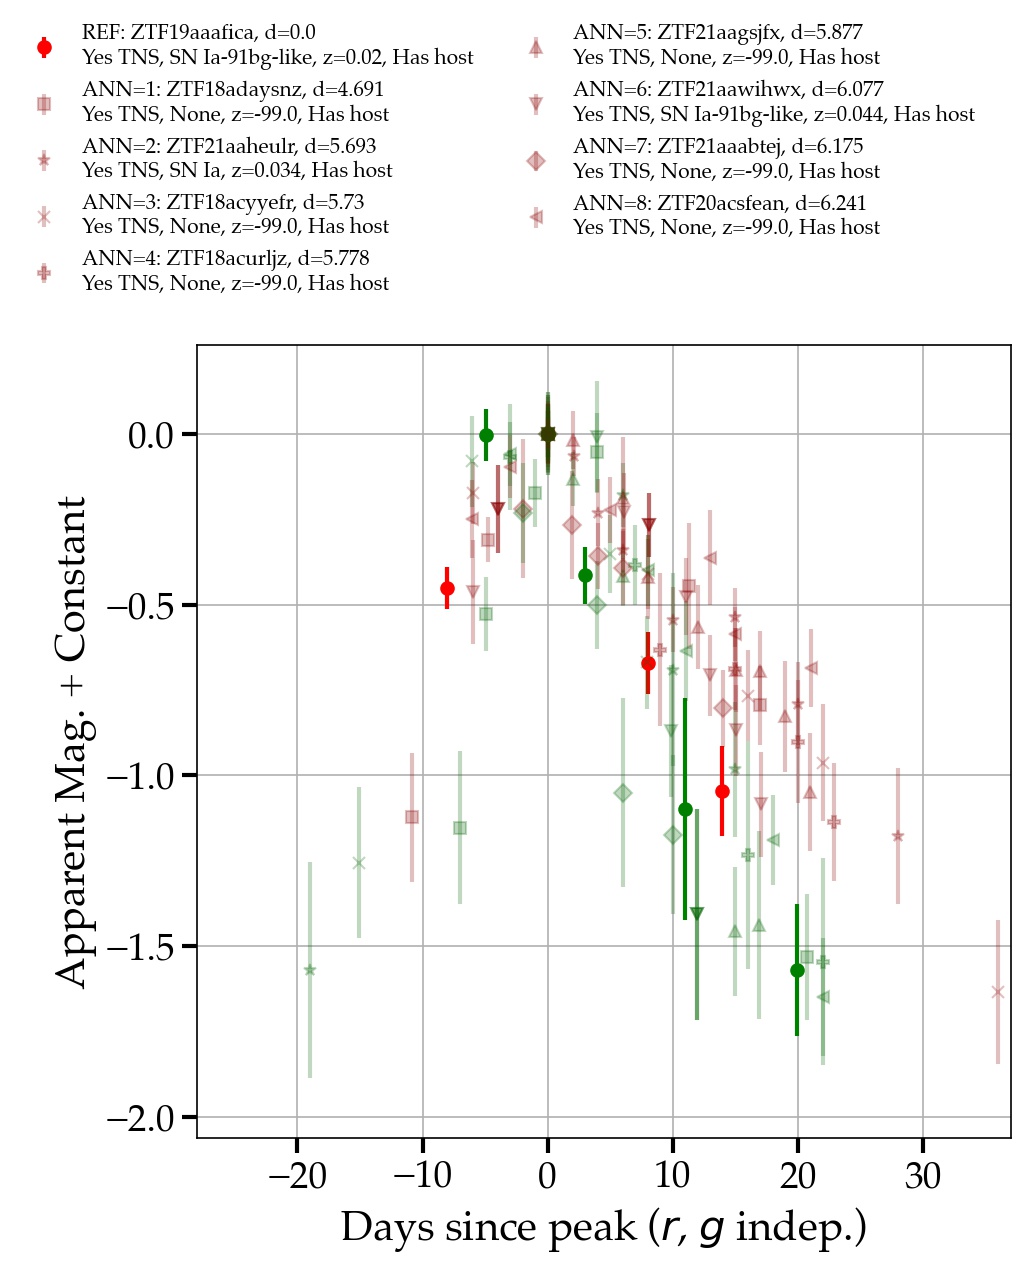 REF: ZTF19aaafica, d=0.0
Yes TNS, SN Ia-91bg-like, z=0.02, Has host
ANN=1: ZTF18adaysnz, d=4.691
Yes TNS, None, z=-99.0, Has host
ANN=2: ZTF21aaheulr, d=5.693
Yes TNS, SN Ia, z=0.034, Has host
ANN=3: ZTF18acyyefr, d=5.73
Yes TNS, None, z=-99.0, Has host
ANN=4: ZTF18acurljz, d=5.778
Yes TNS, None, z=-99.0, Has host
ANN=5: ZTF21aagsjfx, d=5.877
Yes TNS, None, z=-99.0, Has host
ANN=6: ZTF21aawihwx, d=6.077
Yes TNS, SN Ia-91bg-like, z=0.044, Has host
ANN=7: ZTF21aaabtej, d=6.175
Yes TNS, None, z=-99.0, Has host
ANN=8: ZTF20acsfean, d=6.241
Yes TNS, None, z=-99.0, Has host
Apparent Mag. + Constant
0.0
−0.5
−1.0
−1.5
−2.0
−20 −10 0 10 20 30
Days since peak (r, g indep.)